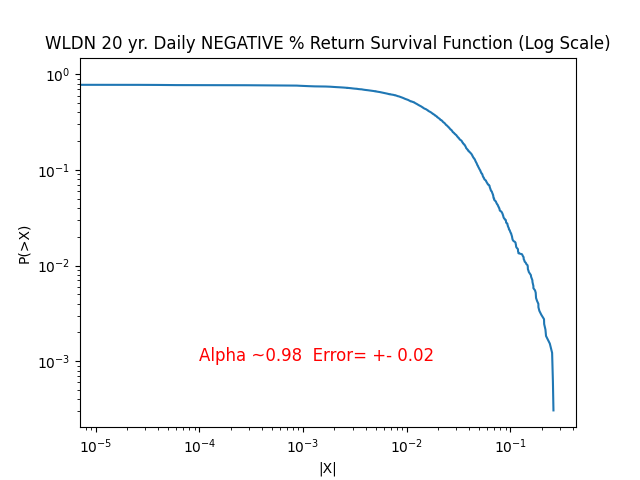 WLDN 20 yr. Daily NEGATIVE % Return Survival Function (Log Scale)
10⁰
10⁻¹
10⁻²
10⁻³
P(>X)
Alpha ~0.98  Error= +- 0.02
10⁻⁵ 10⁻⁴ 10⁻³ 10⁻² 10⁻¹
|X|